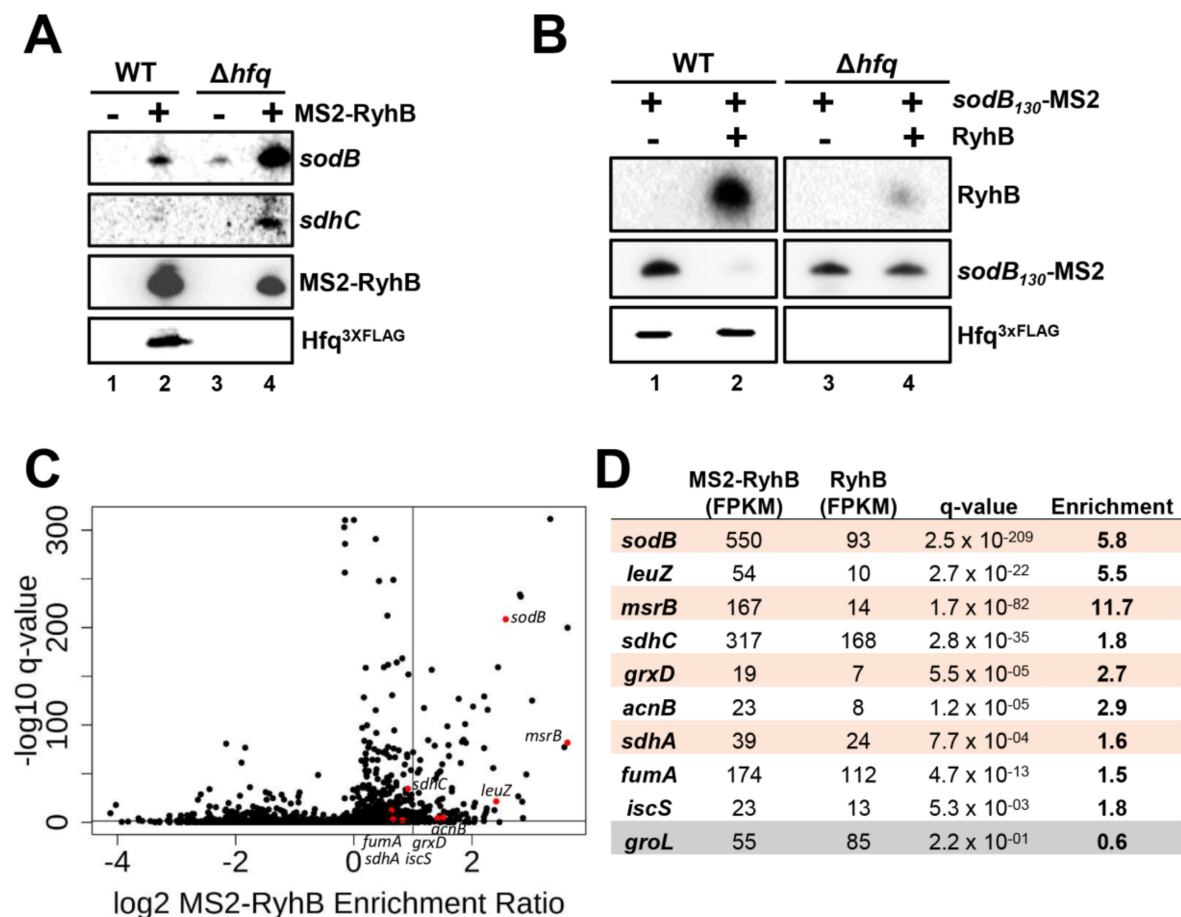 A
WT Δhfq
- + - + MS2-RyhB
sodB
sdhC
MS2-RyhB
Hfq3XFLAG
1 2 3 4
B
WT Δhfq
+ + + + sodB130-MS2
- + - + RyhB
RyhB
sodB130-MS2
Hfq3xFLAG
1 2 3 4
C
-log10 q-value
300
200
100
0
sodB
msrB
sdhC
leuZ
acnB
fumA grxD
sdhA iscS
-4 -2 0 2
log2 MS2-RyhB Enrichment Ratio
D
MS2-RyhB RyhB
(FPKM) (FPKM) q-value Enrichment
sodB 550 93 2.5 x 10-209 5.8
leuZ 54 10 2.7 x 10-22 5.5
msrB 167 14 1.7 x 10-82 11.7
sdhC 317 168 2.8 x 10-35 1.8
grxD 19 7 5.5 x 10-05 2.7
acnB 23 8 1.2 x 10-05 2.9
sdhA 39 24 7.7 x 10-04 1.6
fumA 174 112 4.7 x 10-13 1.5
iscS 23 13 5.3 x 10-03 1.8
groL 55 85 2.2 x 10-01 0.6